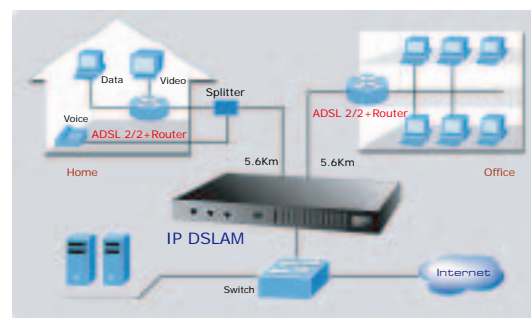 Data
Video
Splitter
Voice
ADSL 2/2+Router
ADSL 2/2+Router
5.6Km
5.6Km
Home
Office
IP DSLAM
Switch
Internet